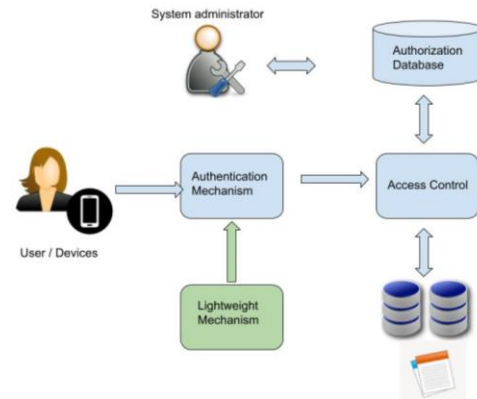 System administrator
Authorization
Database
Authentication
Mechanism
Access Control
User / Devices
Lightweight
Mechanism